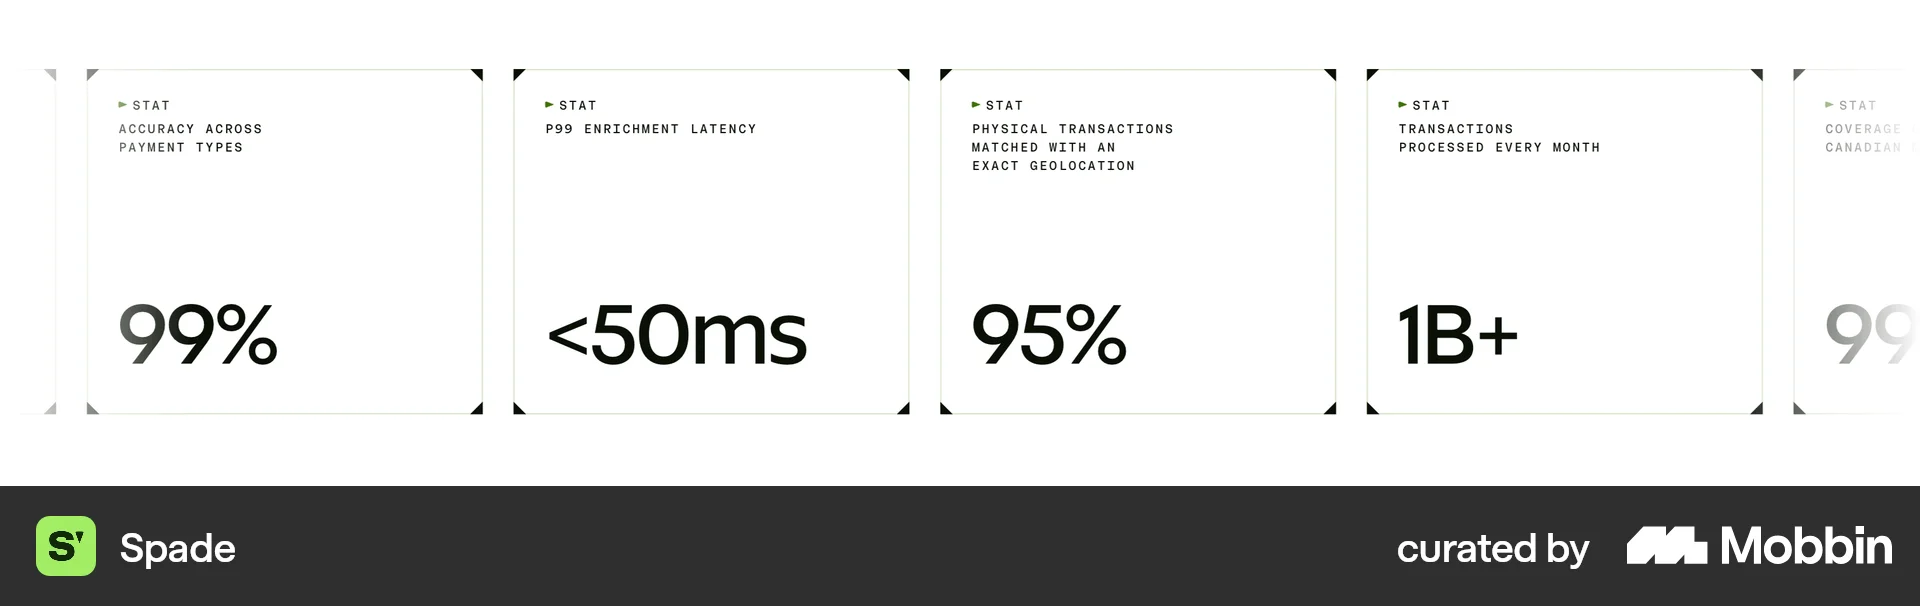 STAT
ACCURACY ACROSS
PAYMENT TYPES
99%
STAT
P99 ENRICHMENT LATENCY
<50ms
STAT
PHYSICAL TRANSACTIONS
MATCHED WITH AN
EXACT GEOLOCATION
95%
STAT
TRANSACTIONS
PROCESSED EVERY MONTH
1B+
STAT
COVERAGE
CANADIAN
99
S'
Spade
curated by
Mobbin